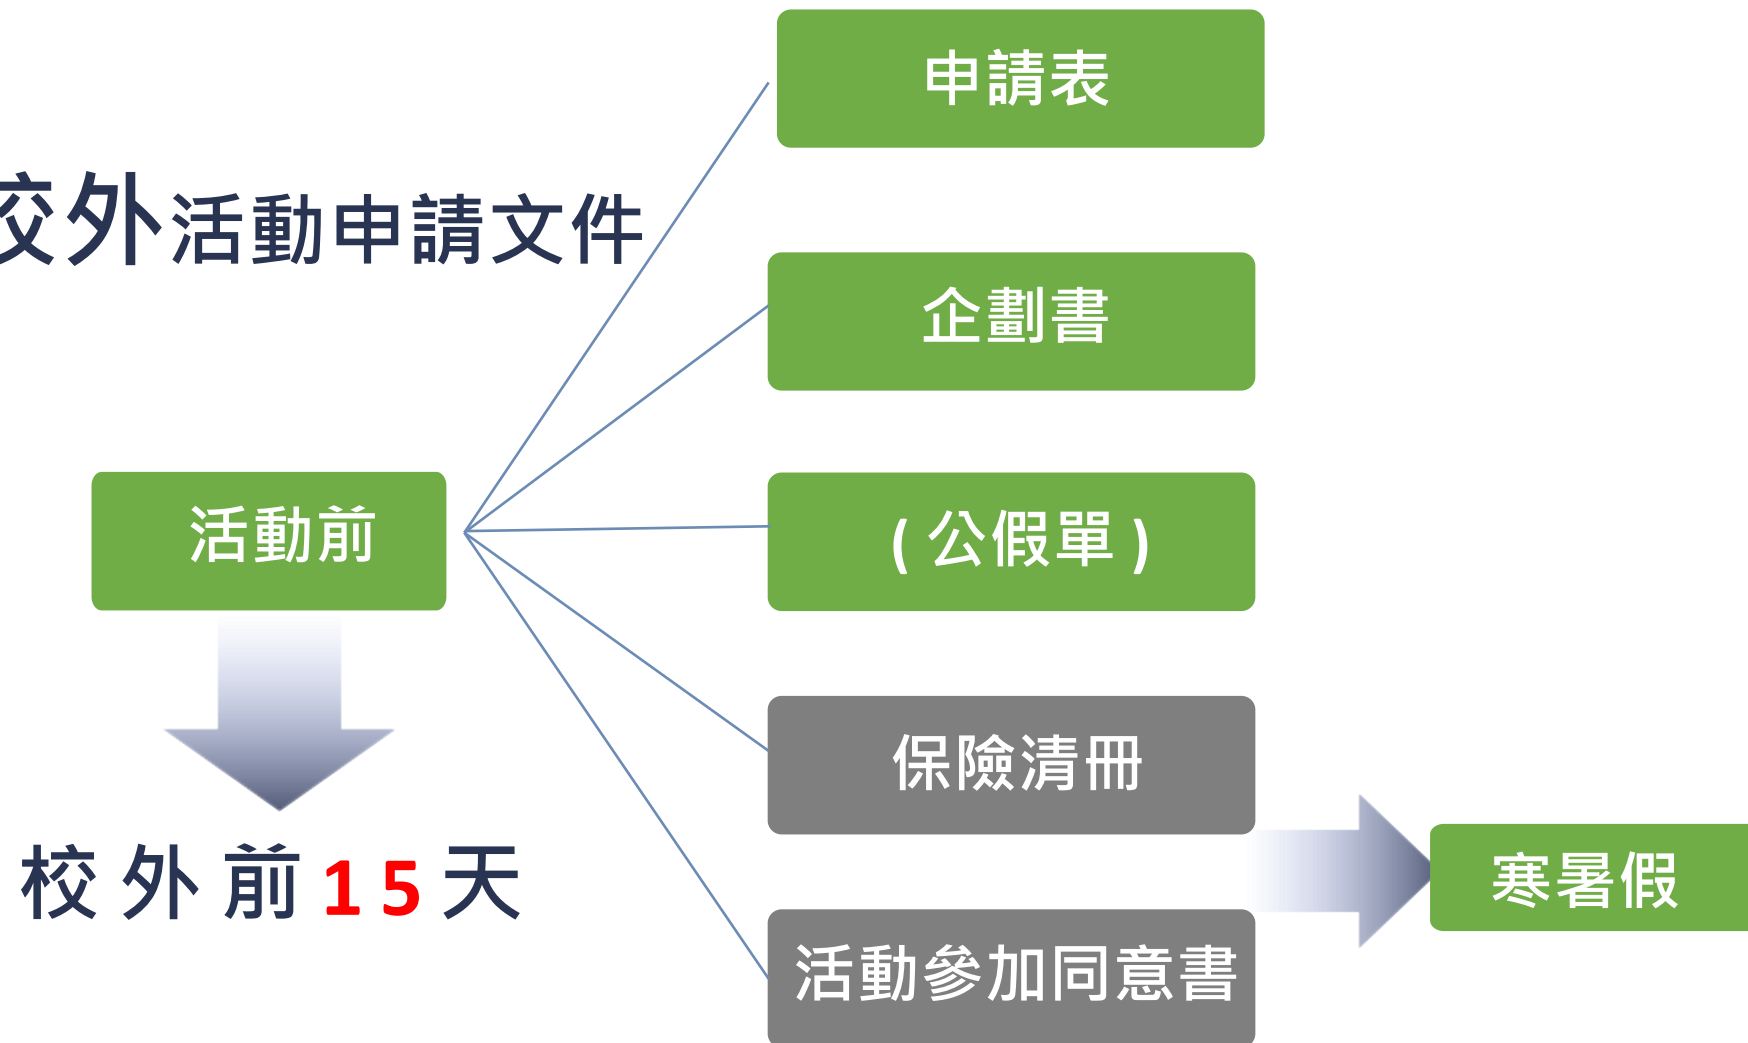 校外活動申請文件
申請表
企劃書
活動前
(公假單)
保險清冊
校外前15天
寒暑假
活動參加同意書